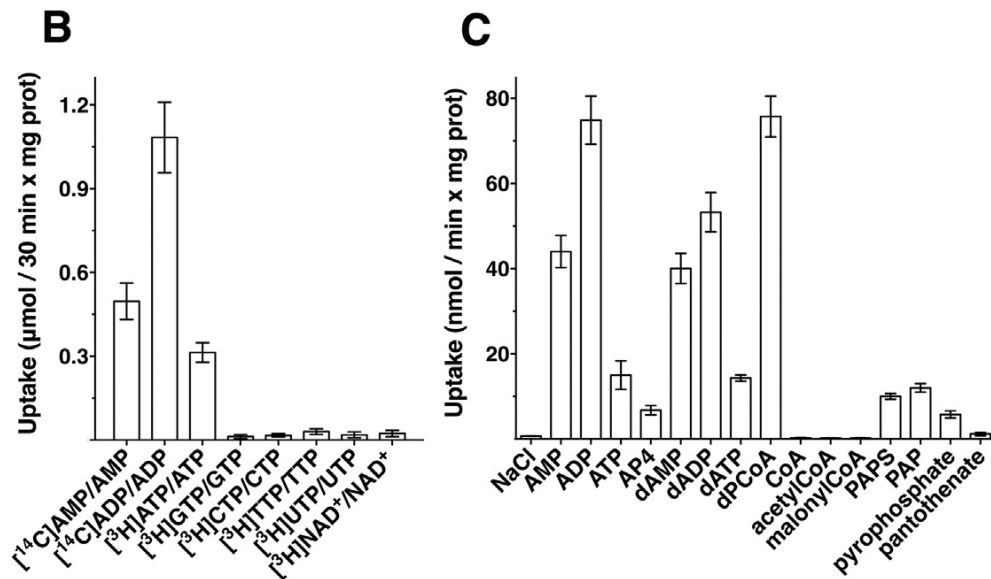 B
Uptake (μmol / 30 min x mg prot)
1.2
0.9
0.6
0.3
[¹⁴C]AMP/AMP
[¹⁴C]ADP/ADP
[³H]ATP/ATP
[³H]GTP/GTP
[³H]CTP/CTP
[³H]TTP/TTP
[³H]UTP/UTP
[³H]NAD⁺/NAD⁺
C
Uptake (nmol / min x mg prot)
80
60
40
20
NaCl
AMP
ADP
ATP
AP4
dAMP
dADP
dATP
dPCoA
CoA
acetylCoA
malonylCoA
PAPS
PAP
pyrophosphate
pantothenate